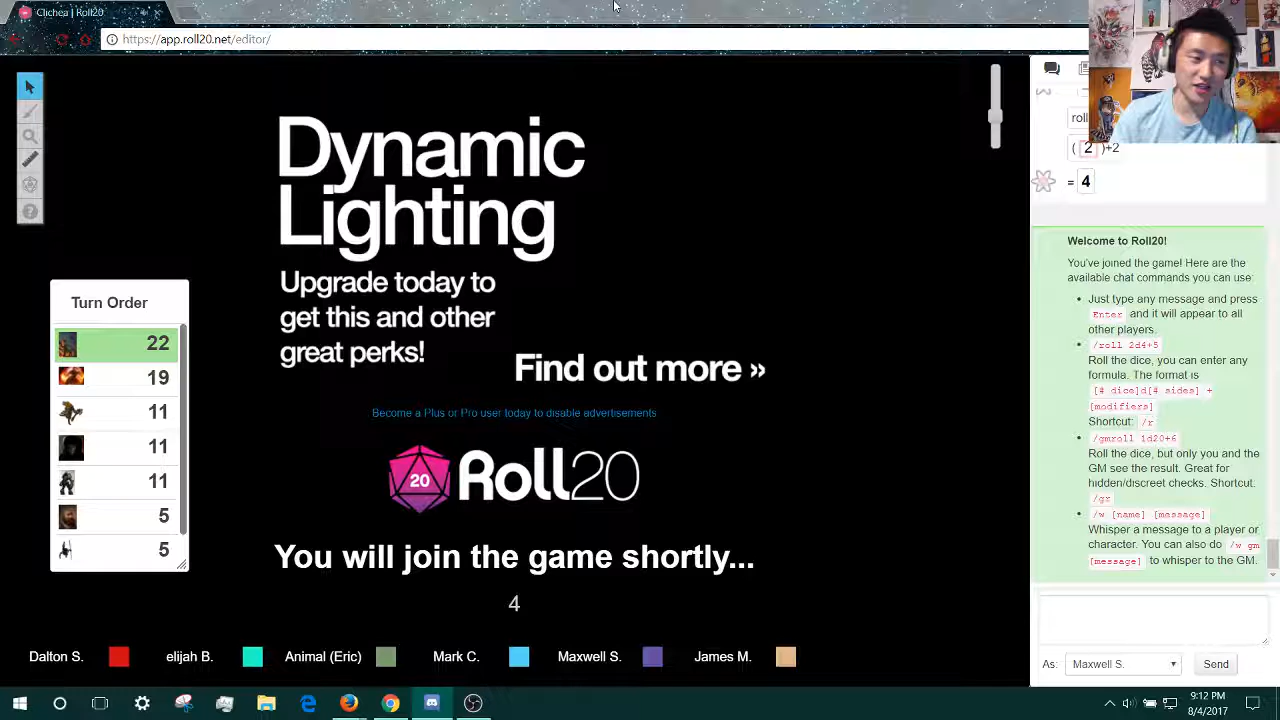 Clichea | Roll20
https://app.roll20.net/editor/
Dynamic
Lighting
Upgrade today to
get this and other
great perks!
Find out more »
Become a Plus or Pro user today to disable advertisements
20 Roll20
You will join the game shortly...
4
Turn Order
22
19
11
11
11
5
5
Dalton S.
elijah B.
Animal (Eric)
Mark C.
Maxwell S.
James M.
roll
(2)+2
= 4
Welcome to Roll20!
You've joined the game! Here are the
available chat commands you can use:
• Just type any message and press
Enter and it will appear to all
other players.
• /roll 2d4+5
Roll the dice, you can enter any
formula. The format is
[# dice]d[# sides] +
[modifiers]
Shortcut: /r
• /gmroll 1d20+6
Roll the dice, but only you and the
GM see the result. Great for
hidden/discreet checks. Shortcut:
/gr
• /w [name] [message]
Whisper a message to a player or
character. You can also do /w gm
[message] to whisper to the GM.
As: Maxwell S. Send
9:12 PM
8/4/2017